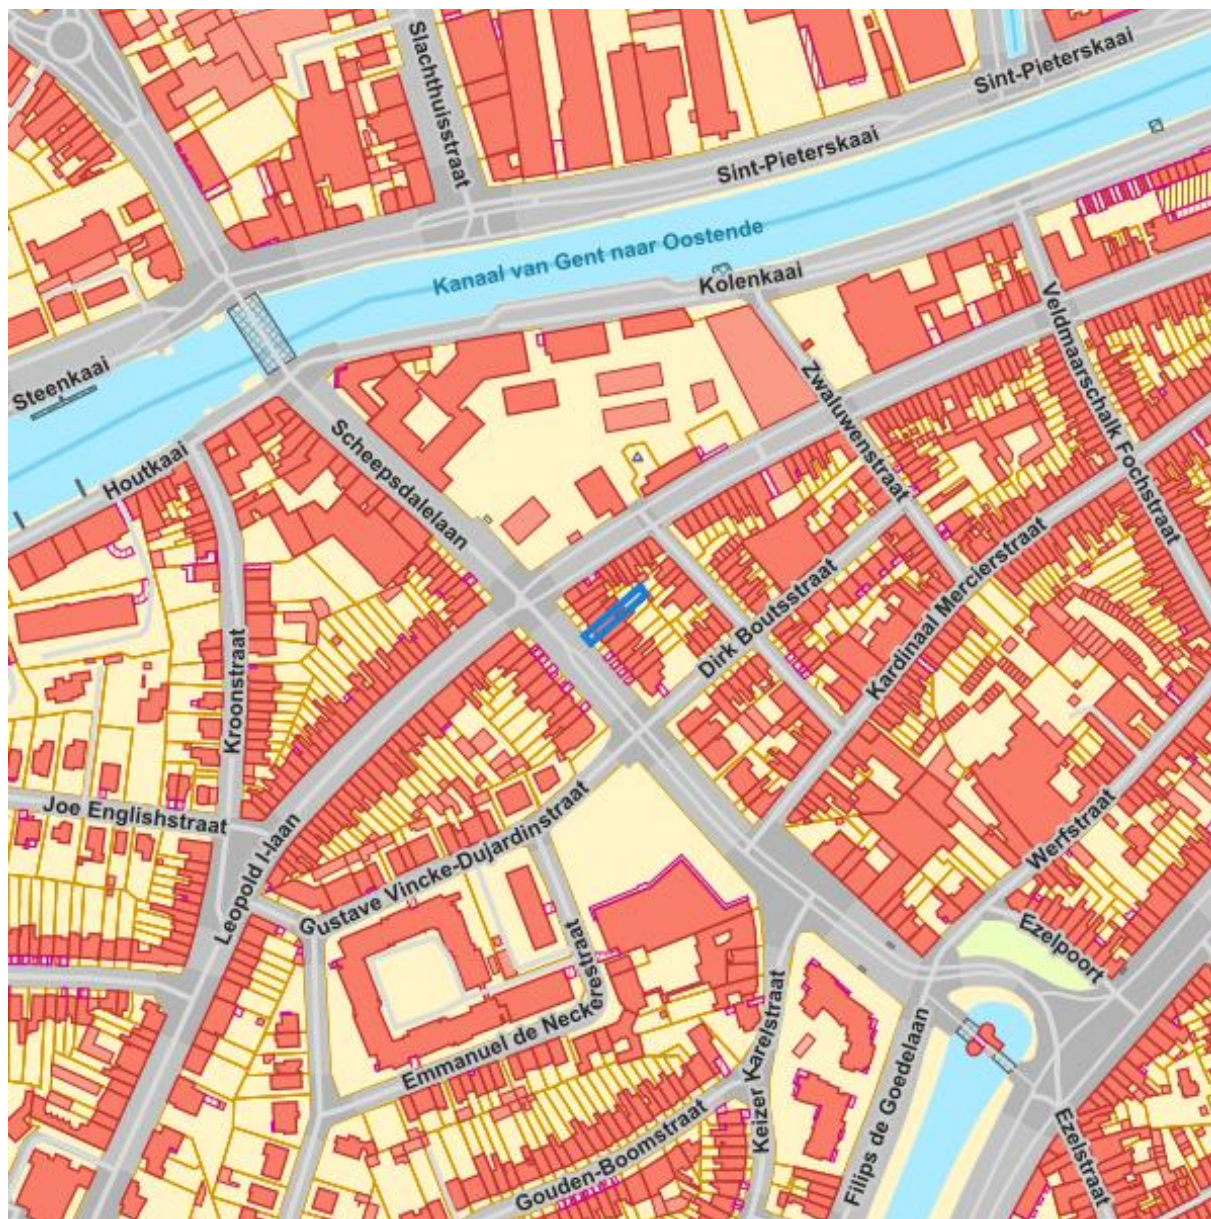 Slachthuisstraat
Sint-Pieterskaai
Sint-Pieterskaai
Kanaal van Gent naar Oostende
Kolenkaai
Steenkaai
Veldmaarschalk Fochstraat
Zwaluwenstraat
Houtkaai
Scheepsdalelaan
Kardinaal Mercierstraat
Dirk Boutsstraat
Kroonstraat
Joe Englishstraat
Leopold I-laan
Gustave Vincke-Dujardinstraat
Werfstraat
Ezelpoort
Emmanuel de Neckerestraat
Keizer Karelstraat
Filips de Goedelaan
Gouden-Boomstraat
Ezelstraat